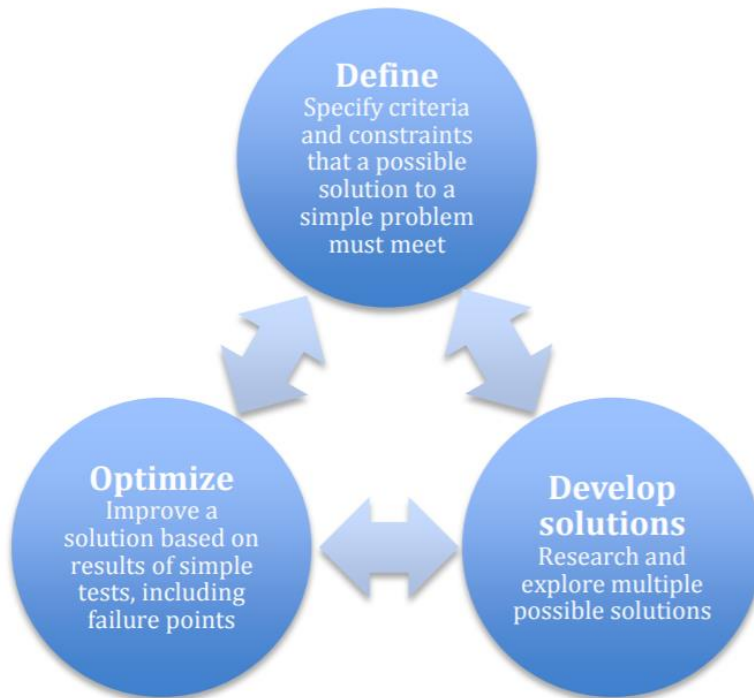 Define
Specify criteria
and constraints
that a possible
solution to a
simple problem
must meet
Optimize
Improve a
solution based on
results of simple
tests, including
failure points
Develop
solutions
Research and
explore multiple
possible solutions